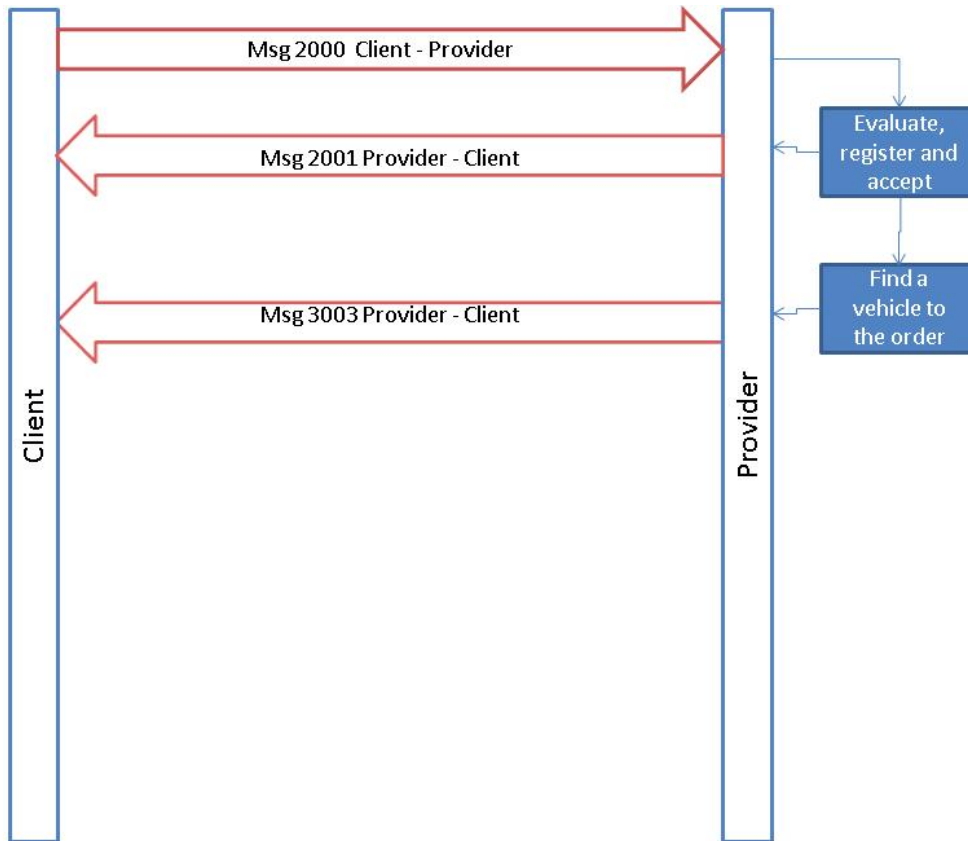 Msg 2000 Client - Provider
Evaluate,
register and
accept
Msg 2001 Provider - Client
Find a
vehicle to
the order
Msg 3003 Provider - Client
Client
Provider